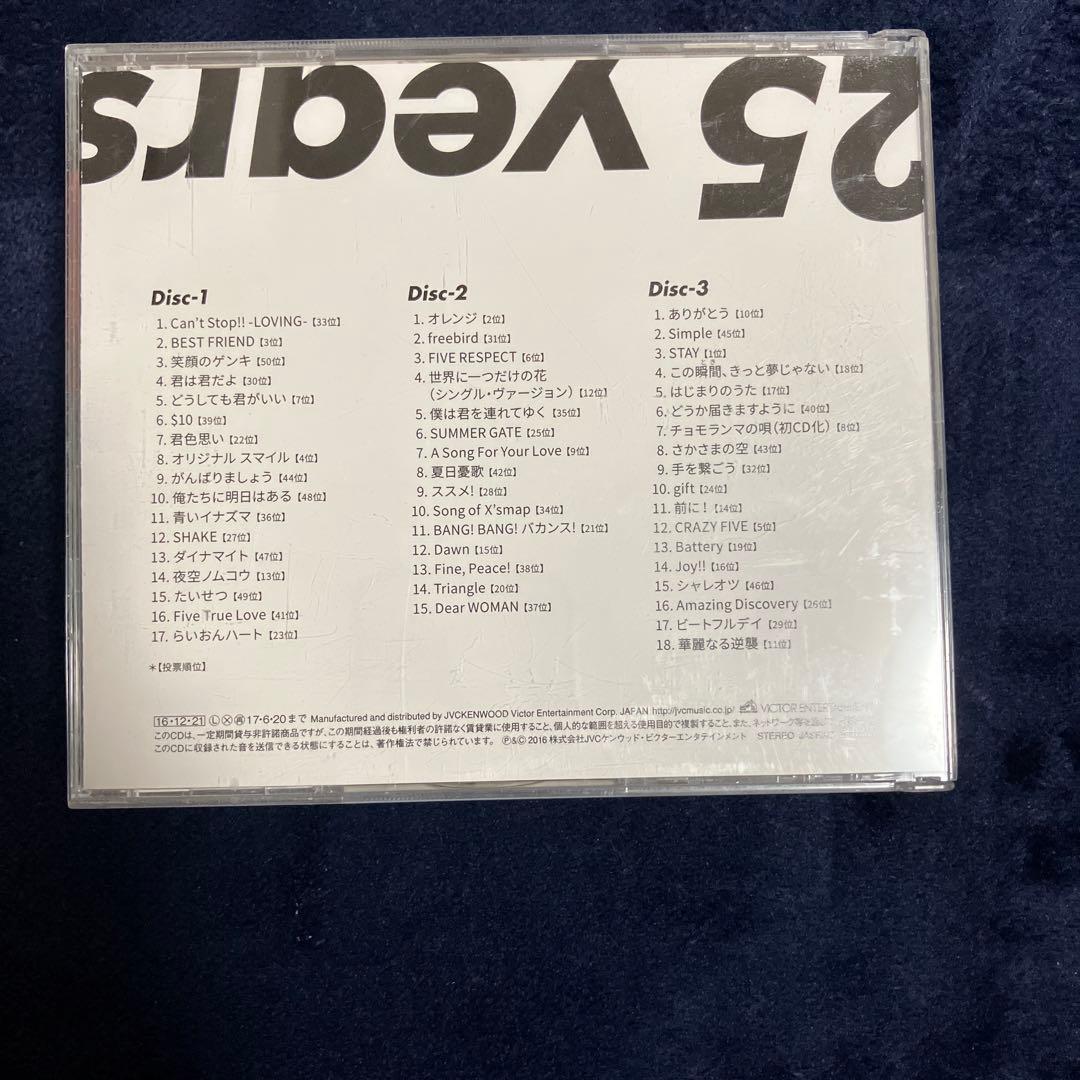 25 years
Disc-1
1. Can't Stop!! -LOVING-【33位】
2. BEST FRIEND【3位】
3. 笑顔のゲンキ【50位】
4. 君は君だよ【30位】
5. どうしても君がいい【7位】
6. $10【39位】
7. 君色思い【22位】
8. オリジナル スマイル【4位】
9. がんばりましょう【44位】
10. 俺たちに明日はある【48位】
11. 青いイナズマ【36位】
12. SHAKE【27位】
13. ダイナマイト【47位】
14. 夜空ノムコウ【13位】
15. たいせつ【49位】
16. Five True Love【41位】
17. らいおんハート【23位】
＊【投票順位】
Disc-2
1. オレンジ【2位】
2. freebird【31位】
3. FIVE RESPECT【6位】
4. 世界に一つだけの花
（シングル・ヴァージョン）【12位】
5. 僕は君を連れてゆく【35位】
6. SUMMER GATE【25位】
7. A Song For Your Love【9位】
8. 夏日憂歌【42位】
9. ススメ!【28位】
10. Song of X'smap【34位】
11. BANG! BANG! バカンス!【21位】
12. Dawn【15位】
13. Fine, Peace!【38位】
14. Triangle【20位】
15. Dear WOMAN【37位】
Disc-3
1. ありがとう【10位】
2. Simple【45位】
3. STAY【1位】
とき
4. この瞬間、きっと夢じゃない【18位】
5. はじまりのうた【17位】
6. どうか届きますように【40位】
7. チョモランマの唄（初CD化）【8位】
8. さかさまの空【43位】
9. 手を繋ごう【32位】
10. gift【24位】
11. 前に！【14位】
12. CRAZY FIVE【5位】
13. Battery【19位】
14. Joy!!【16位】
15. シャレオツ【46位】
16. Amazing Discovery【26位】
17. ビートフルデイ【29位】
18. 華麗なる逆襲【11位】
16・12・21 Ⓛ Ⓧ 再 17・6・20まで Manufactured and distributed by JVCKENWOOD Victor Entertainment Corp. JAPAN http://jvcmusic.co.jp/ VICTOR ENTERTAINMENT
このCDは、一定期間貸与非許諾商品ですが、この期間経過後も権利者の許諾なく賃貸業に使用すること、個人的な範囲を超える使用目的で複製すること、また、ネットワーク等を
このCDに収録された音を送信できる状態にすることは、著作権法で禁じられています。 Ⓟ&Ⓒ 2016 株式会社JVCケンウッド・ビクターエンタテインメント STEREO